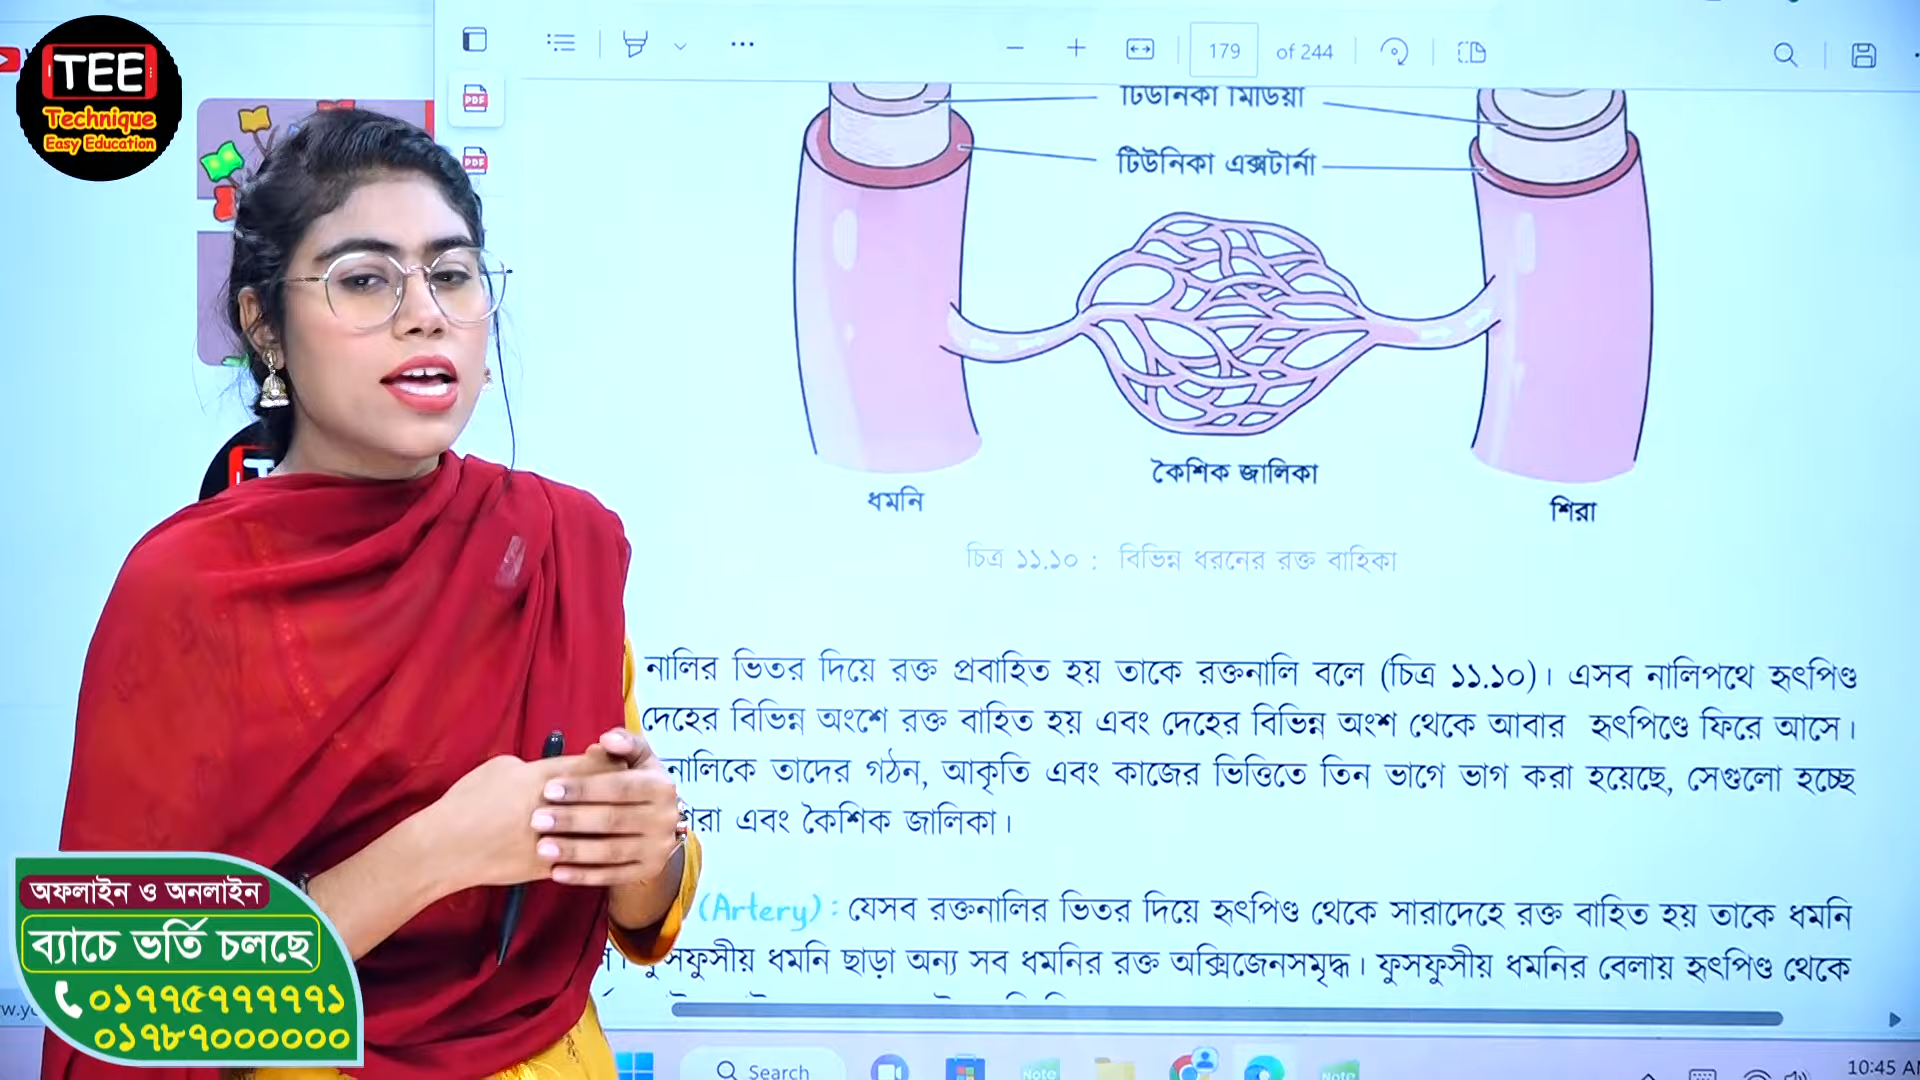 TEE
Technique
Easy Education
179 of 244
টিউনিকা মিডিয়া
টিউনিকা এক্সটার্না
কৈশিক জালিকা
ধমনি
শিরা
চিত্র ১১.১০ : বিভিন্ন ধরনের রক্ত বাহিকা
নালির ভিতর দিয়ে রক্ত প্রবাহিত হয় তাকে রক্তনালি বলে (চিত্র ১১.১০)। এসব নালিপথে হৃৎপিণ্ড
দেহের বিভিন্ন অংশে রক্ত বাহিত হয় এবং দেহের বিভিন্ন অংশ থেকে আবার হৃৎপিণ্ডে ফিরে আসে।
নালিকে তাদের গঠন, আকৃতি এবং কাজের ভিত্তিতে তিন ভাগে ভাগ করা হয়েছে, সেগুলো হচ্ছে
এবং কৈশিক জালিকা।
(Artery) : যেসব রক্তনালির ভিতর দিয়ে হৃৎপিণ্ড থেকে সারাদেহে রক্ত বাহিত হয় তাকে ধমনি
ফুসফুসীয় ধমনি ছাড়া অন্য সব ধমনির রক্ত অক্সিজেনসমৃদ্ধ। ফুসফুসীয় ধমনির বেলায় হৃৎপিণ্ড থেকে
অফলাইন ও অনলাইন
ব্যাচে ভর্তি চলছে
০১৭৭৫৭৭৭৭৭১
০১৭৮৭০০০০০০
Search
10:45